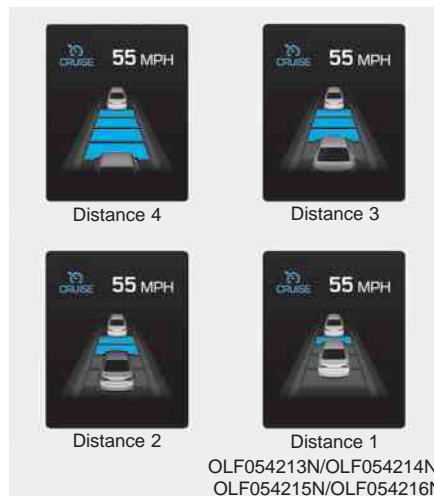 CRUISE 55 MPH
CRUISE 55 MPH
Distance 4
Distance 3
CRUISE 55 MPH
CRUISE 55 MPH
Distance 2
Distance 1
OLF054213N/OLF054214N
OLF054215N/OLF054216N